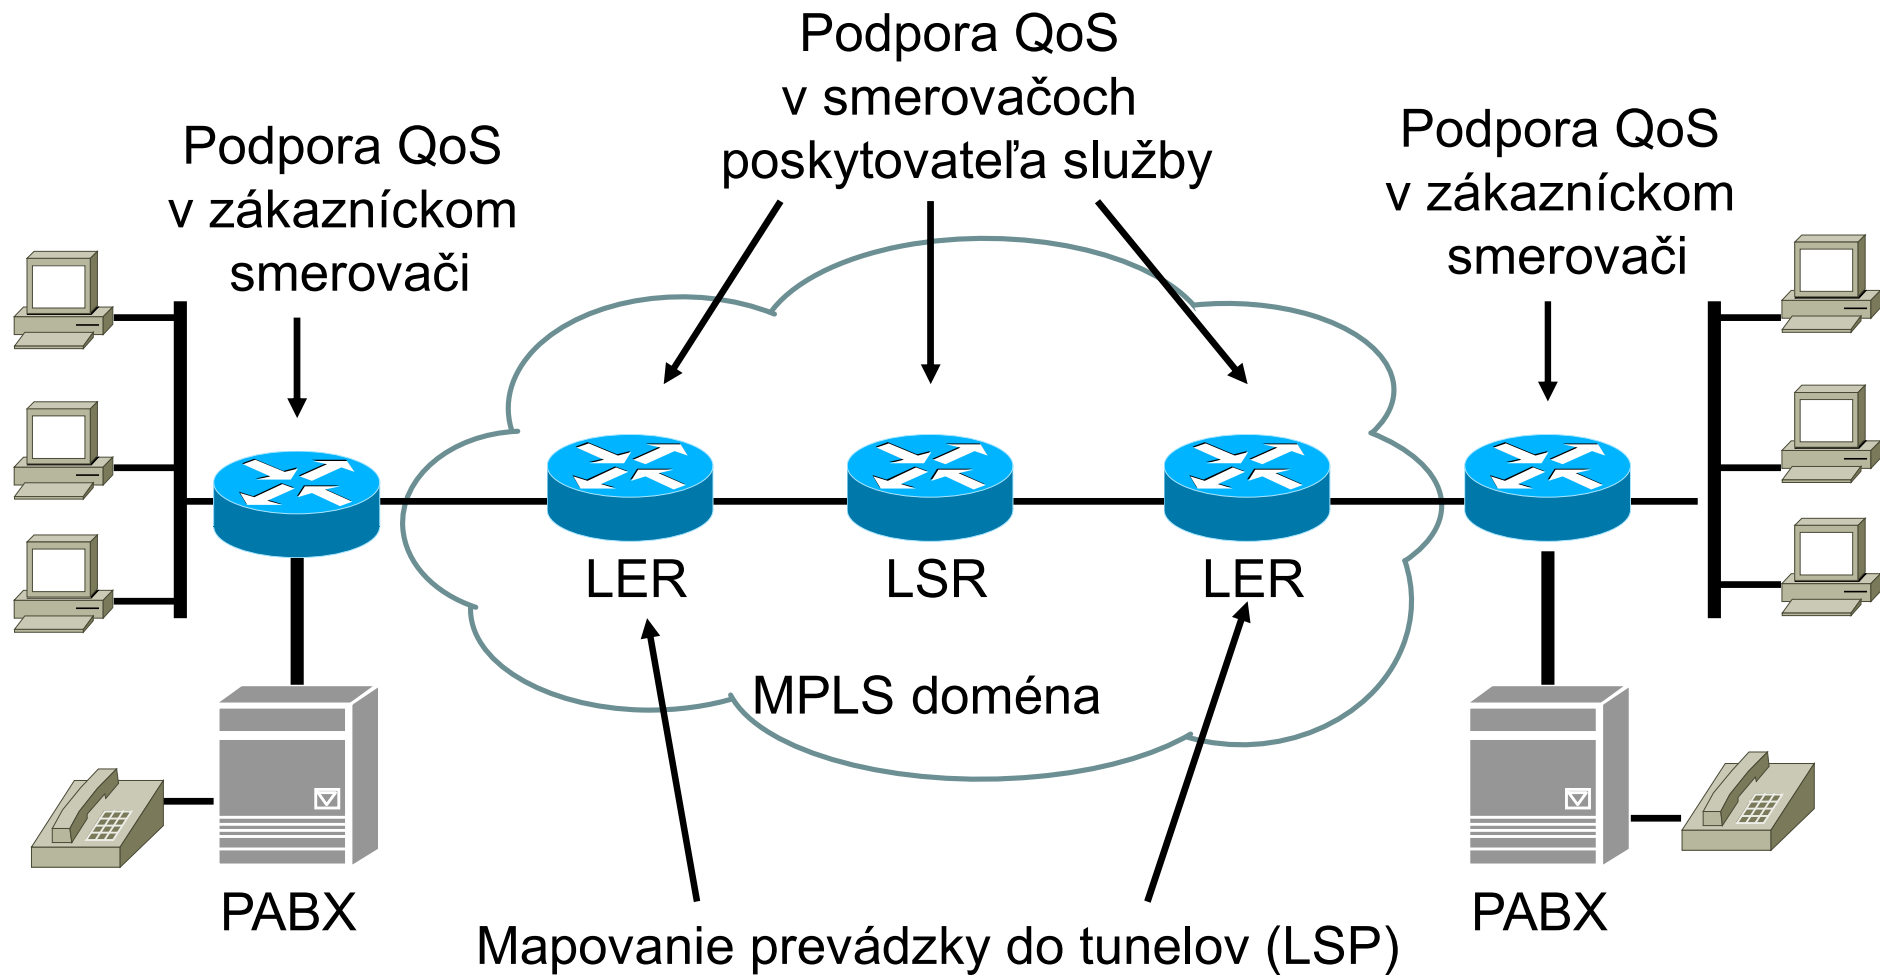 Podpora QoS
v smerovačoch
poskytovateľa služby
Podpora QoS
v zákazníckom
smerovači
Podpora QoS
v zákazníckom
smerovači
LER
LSR
LER
MPLS doména
PABX
PABX
Mapovanie prevádzky do tunelov (LSP)